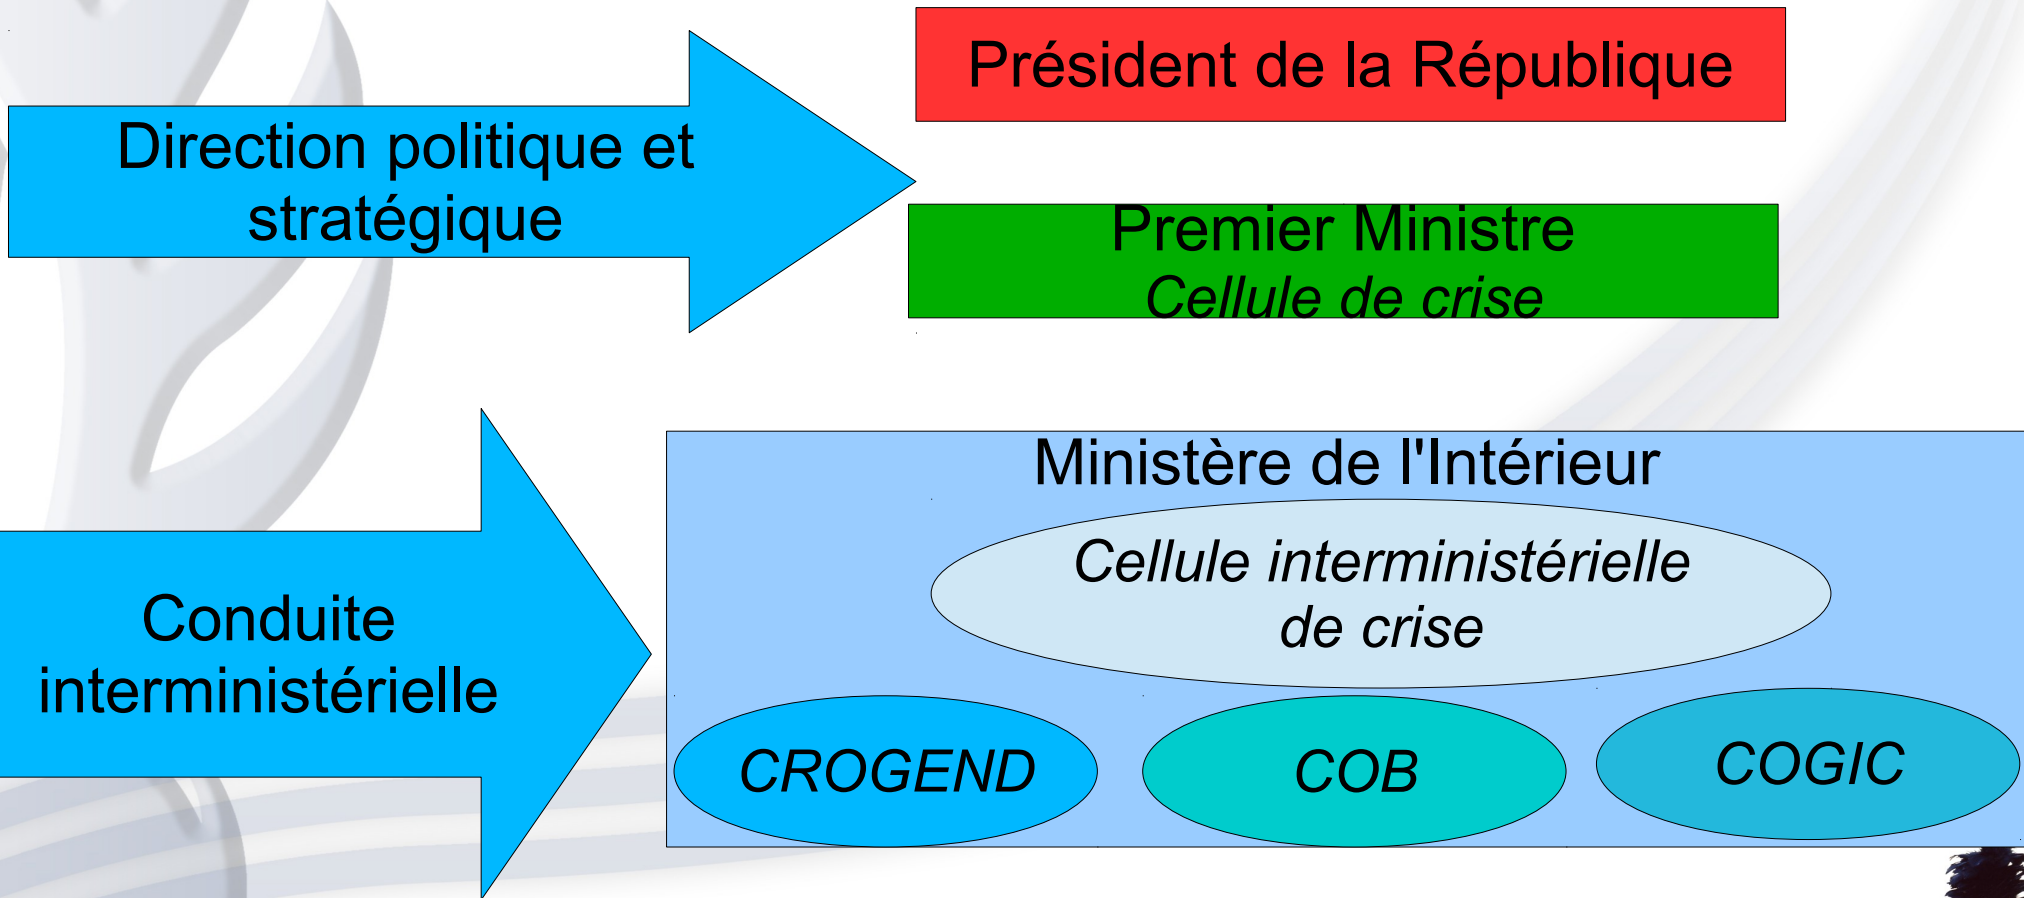 Président de la République
Direction politique et
stratégique
Premier Ministre
Cellule de crise
Ministère de l'Intérieur
Cellule interministérielle
de crise
Conduite
interministérielle
CROGEND
COB
COGIC